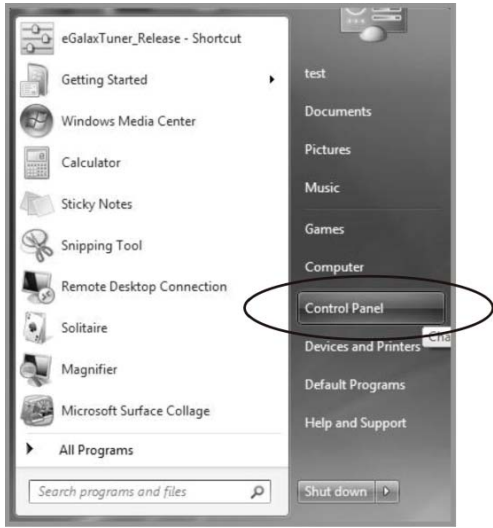 eGalaxTuner_Release - Shortcut
Getting Started
Windows Media Center
Calculator
Sticky Notes
Snipping Tool
Remote Desktop Connection
Solitaire
Magnifier
Microsoft Surface Collage
All Programs
Search programs and files
test
Documents
Pictures
Music
Games
Computer
Control Panel
Devices and Printers
Default Programs
Help and Support
Shut down